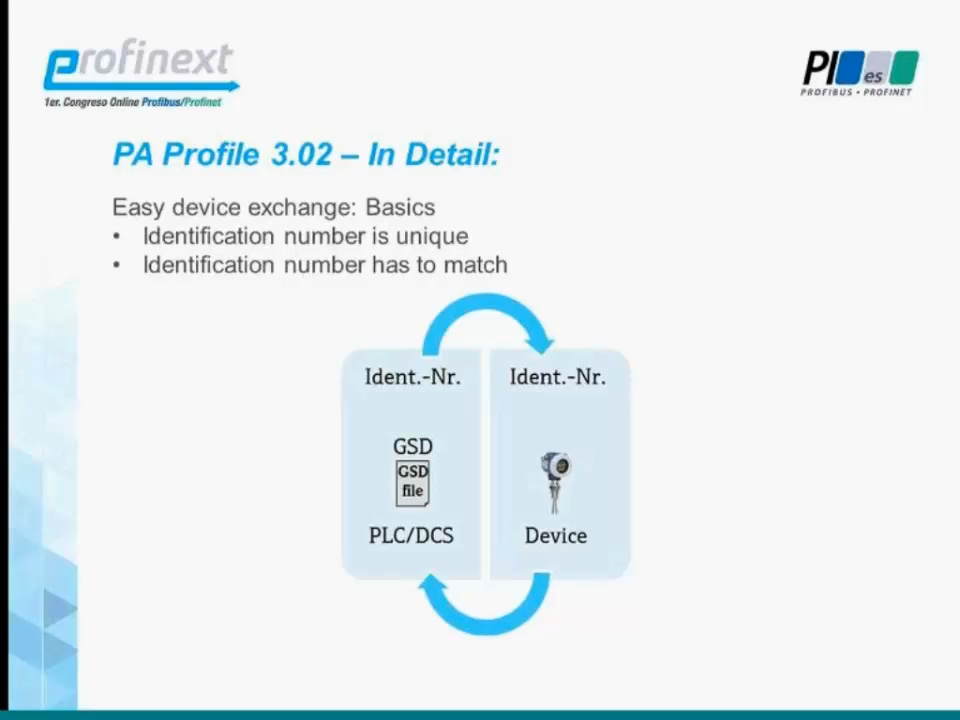 profinext
1er. Congreso Online Profibus/Profinet
PI es
PROFIBUS • PROFINET
PA Profile 3.02 – In Detail:
Easy device exchange: Basics
• Identification number is unique
• Identification number has to match
Ident.-Nr. Ident.-Nr.
GSD
GSD
file
PLC/DCS Device